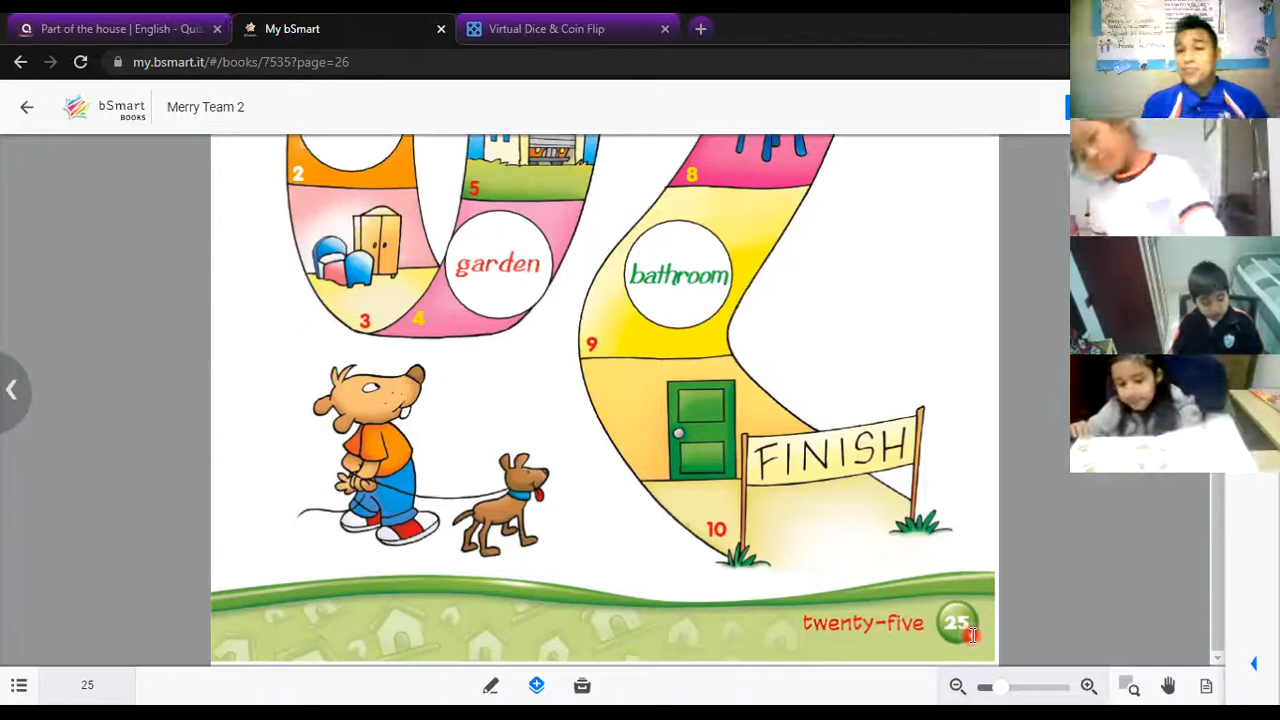 Part of the house | English - Quiz
My bSmart
Virtual Dice & Coin Flip
my.bsmart.it/#/books/7535?page=26
bSmart
BOOKS
Merry Team 2
2
5
8
garden
bathroom
3
4
9
FINISH
10
twenty-five 25
25